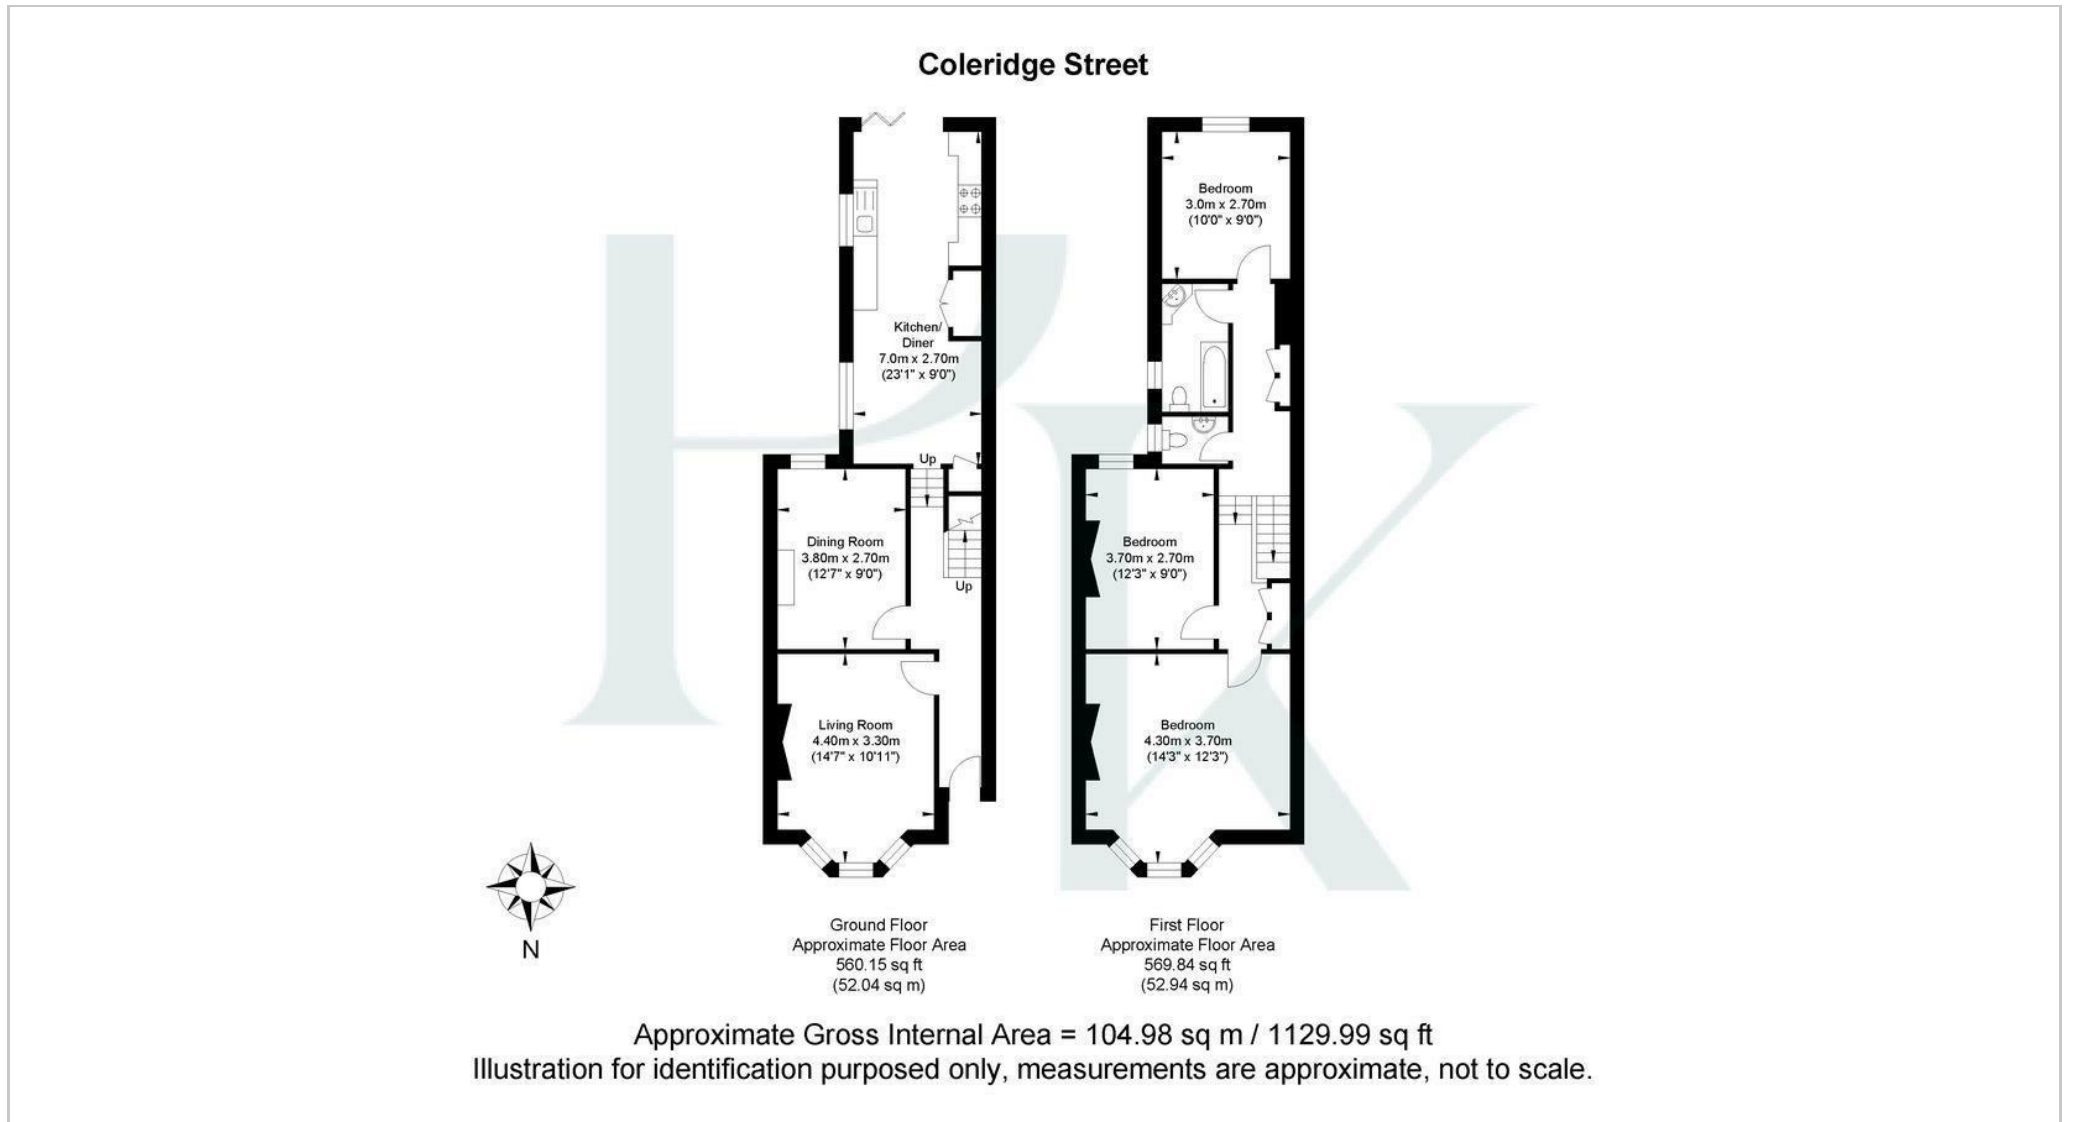 Coleridge Street
Kitchen/
Diner
7.0m x 2.70m
(23'1" x 9'0")
Up
Dining Room
3.80m x 2.70m
(12'7" x 9'0")
Up
Living Room
4.40m x 3.30m
(14'7" x 10'11")
Bedroom
3.0m x 2.70m
(10'0" x 9'0")
Bedroom
3.70m x 2.70m
(12'3" x 9'0")
Bedroom
4.30m x 3.70m
(14'3" x 12'3")
N
Ground Floor
Approximate Floor Area
560.15 sq ft
(52.04 sq m)
First Floor
Approximate Floor Area
569.84 sq ft
(52.94 sq m)
Approximate Gross Internal Area = 104.98 sq m / 1129.99 sq ft
Illustration for identification purposed only, measurements are approximate, not to scale.